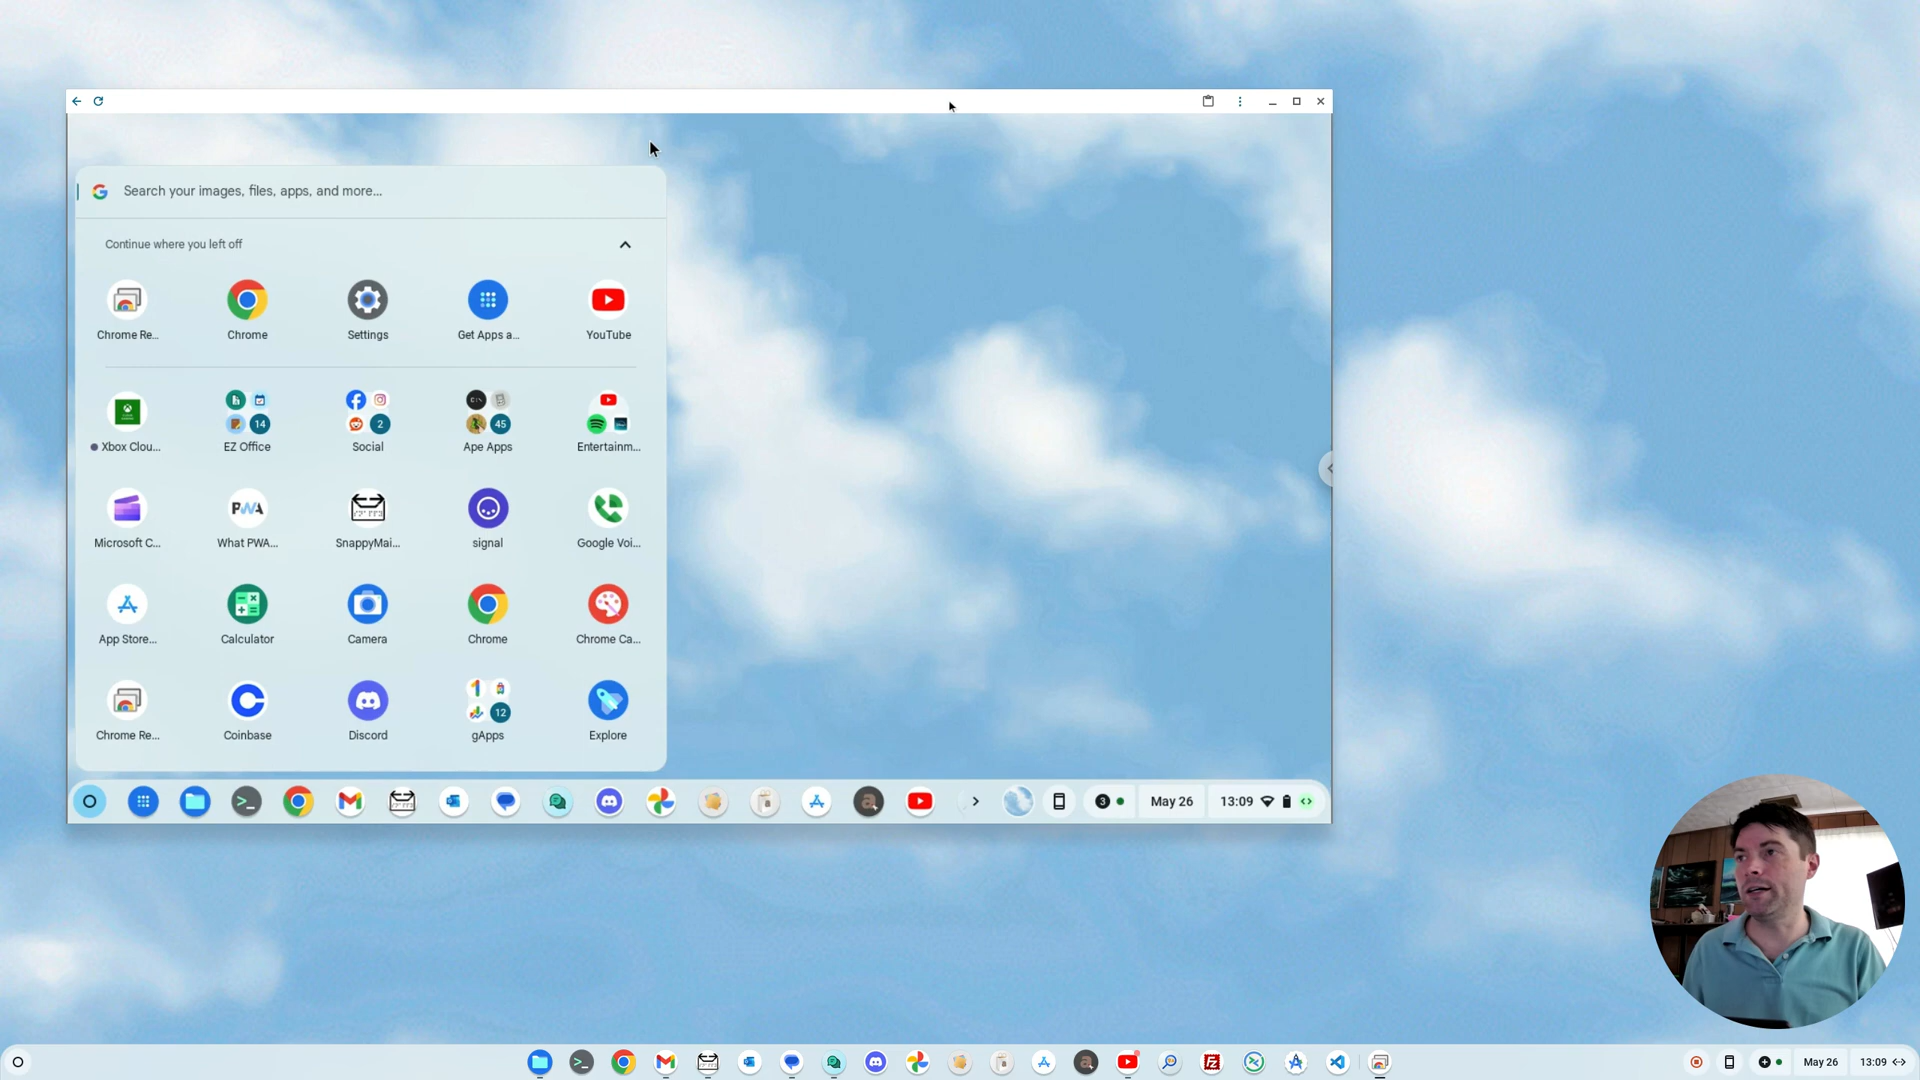 Search your images, files, apps, and more...
Continue where you left off
Chrome Re...
Chrome
Settings
Get Apps a...
YouTube
Xbox Clou...
EZ Office
14
Social
2
Ape Apps
45
Entertainm...
Microsoft C...
PWA
What PWA...
SnappyMai...
signal
Google Voi...
App Store...
Calculator
Camera
Chrome
Chrome Ca...
Chrome Re...
Coinbase
Discord
gApps
12
Explore
3
May 26
13:09
May 26
13:09